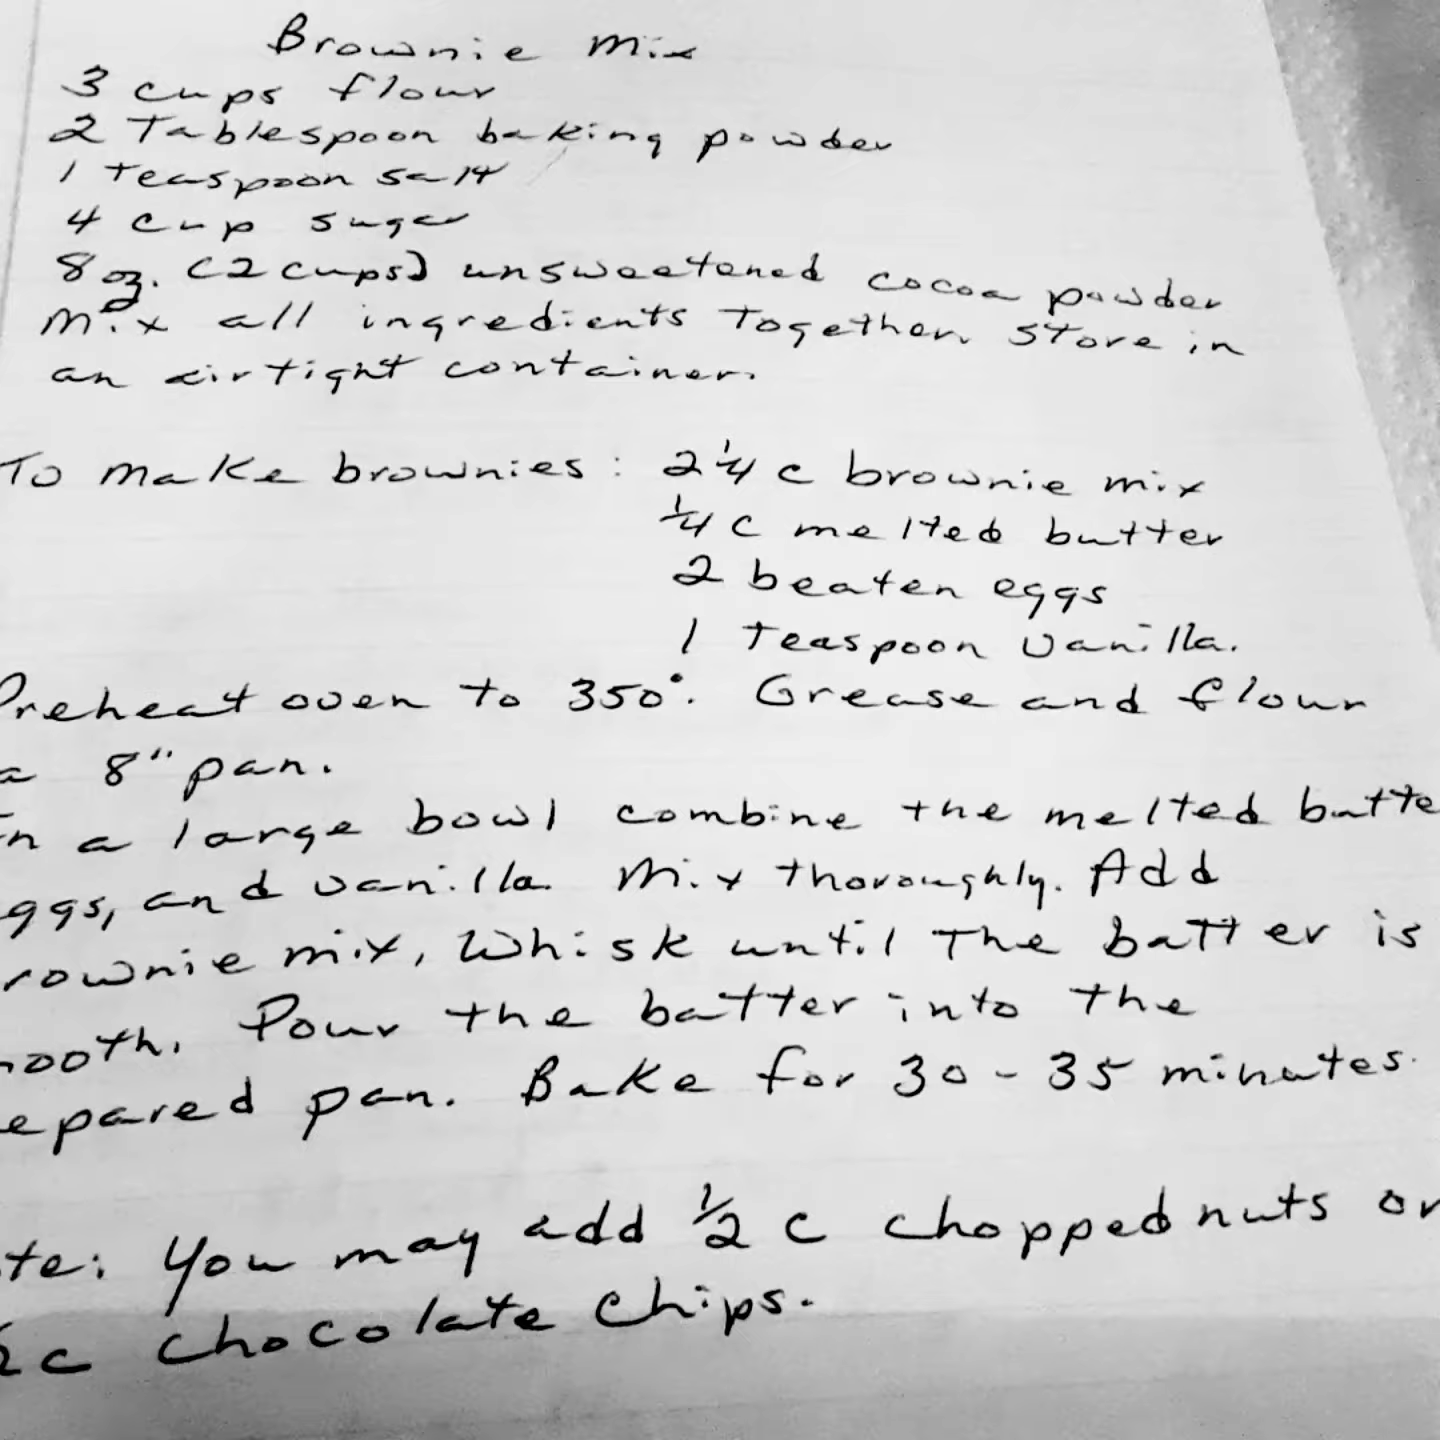 Brownie Mix
3 cups flour
2 Tablespoon baking powder
1 teaspoon salt
4 cup sugar
8 oz. (2 cups) unsweetened cocoa powder
Mix all ingredients Together. Store in
an airtight container.
To make brownies: 2 1/4 c brownie mix
1/4 c melted butter
2 beaten eggs
1 teaspoon vanilla.
Preheat oven to 350°. Grease and flour
a 8" pan.
In a large bowl combine the melted butte
ggs, and vanilla. Mix thoroughly. Add
rownie mix, Whisk until The batter is
mooth. Pour the batter into the
epared pan. Bake for 30-35 minutes.
te: You may add 1/2 c chopped nuts or
2 c chocolate chips.